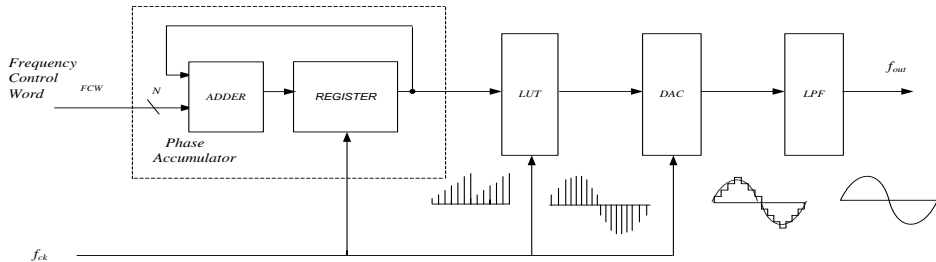 Frequency
Control
Word
FCW
N
ADDER
REGISTER
Phase
Accumulator
LUT
DAC
LPF
fout
fck